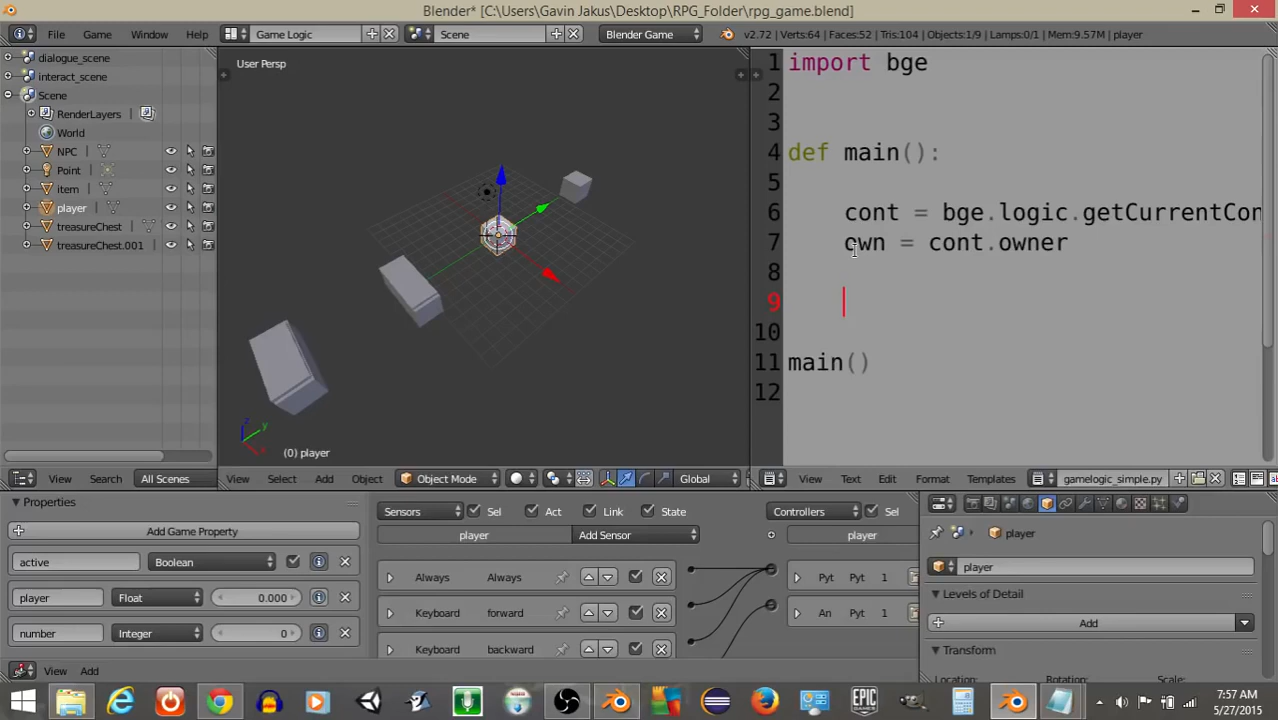 Blender* [C:\Users\Gavin Jakus\Desktop\RPG_Folder\rpg_game.blend]
File Game Window Help Game Logic Scene Blender Game v2.72 | Verts:64 | Faces:52 | Tris:104 | Objects:1/9 | Lamps:0/1 | Mem:9.57M | player
dialogue_scene
interact_scene
Scene
RenderLayers
World
NPC
Point
item
player
treasureChest
treasureChest.001
View Search All Scenes
User Persp
z
y
x
(0) player
View Select Add Object Object Mode Global
1 import bge
2
3
4 def main():
5
6 cont = bge.logic.getCurrentCon
7 own = cont.owner
8
9
10
11 main()
12
View Text Edit Format Templates gamelogic_simple.py
Properties
Add Game Property
active Boolean
player Float 0.000
number Integer 0
Sensors Sel Act Link State
player Add Sensor
Always Always
Keyboard forward
Keyboard backward
Controllers Sel
player
Pyt Pyt 1
An Pyt 1
View Add
player
player
Levels of Detail
Add
Transform
Location: Rotation: Scale:
EPIC GAMES
7:57 AM
5/27/2015